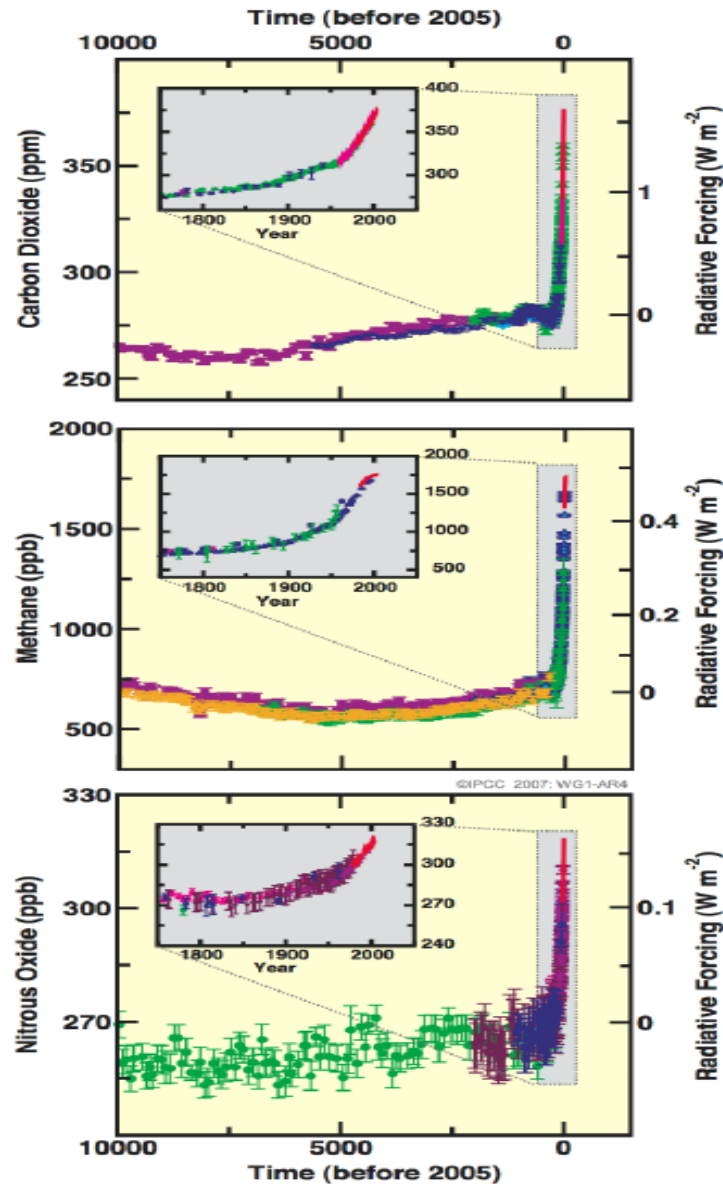 Time (before 2005)
10000 5000 0
Carbon Dioxide (ppm)
350
300
250
400
350
300
1800 1900 2000
Year
1
0
Radiative Forcing (W m⁻²)
Methane (ppb)
2000
1500
1000
500
2000
1500
1000
500
1800 1900 2000
Year
0.4
0.2
0
Radiative Forcing (W m⁻²)
©IPCC 2007: WG1-AR4
Nitrous Oxide (ppb)
330
300
270
330
300
270
240
1800 1900 2000
Year
0.1
0
Radiative Forcing (W m⁻²)
10000 5000 0
Time (before 2005)